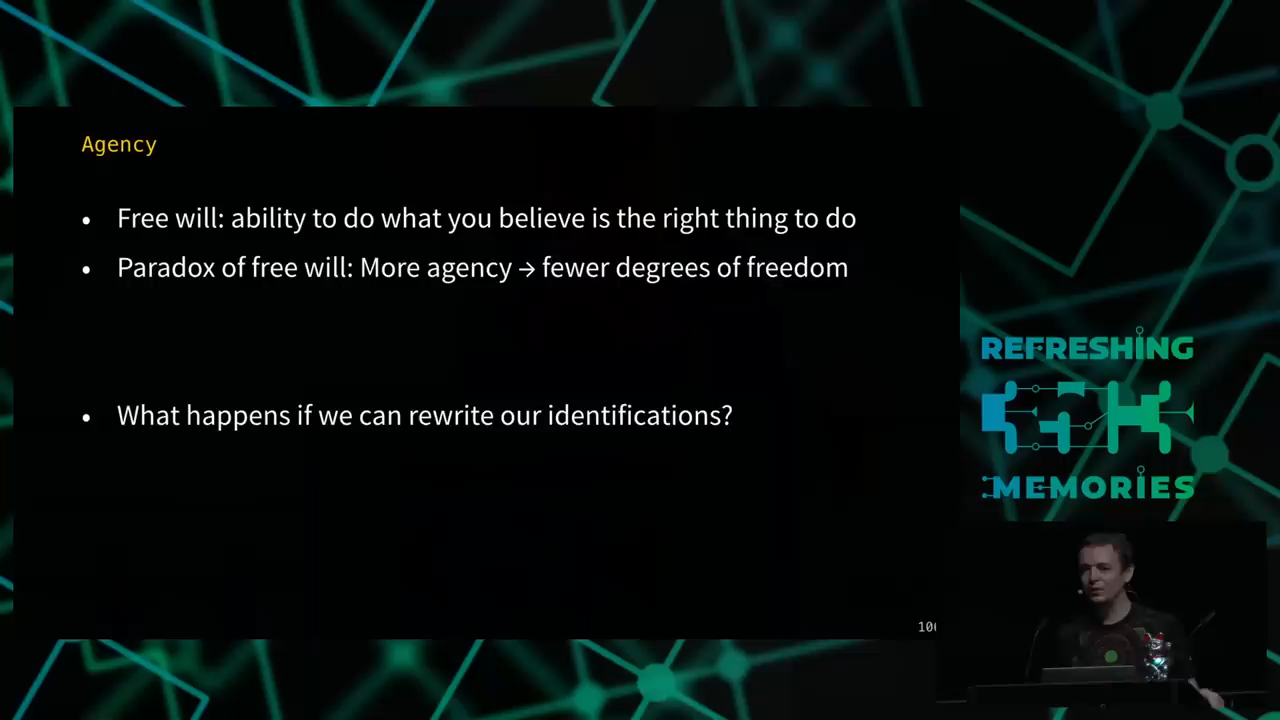 Agency
• Free will: ability to do what you believe is the right thing to do
• Paradox of free will: More agency → fewer degrees of freedom
• What happens if we can rewrite our identifications?
REFRESHING
MEMORIES